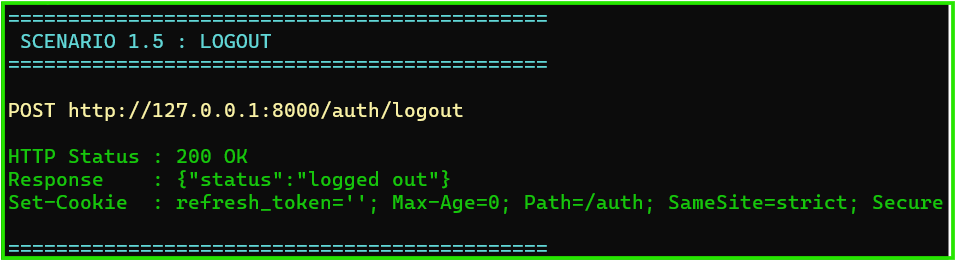 =============================================
SCENARIO 1.5 : LOGOUT
=============================================
POST http://127.0.0.1:8000/auth/logout
HTTP Status : 200 OK
Response    : {"status":"logged out"}
Set-Cookie  : refresh_token=''; Max-Age=0; Path=/auth; SameSite=strict; Secure
=============================================